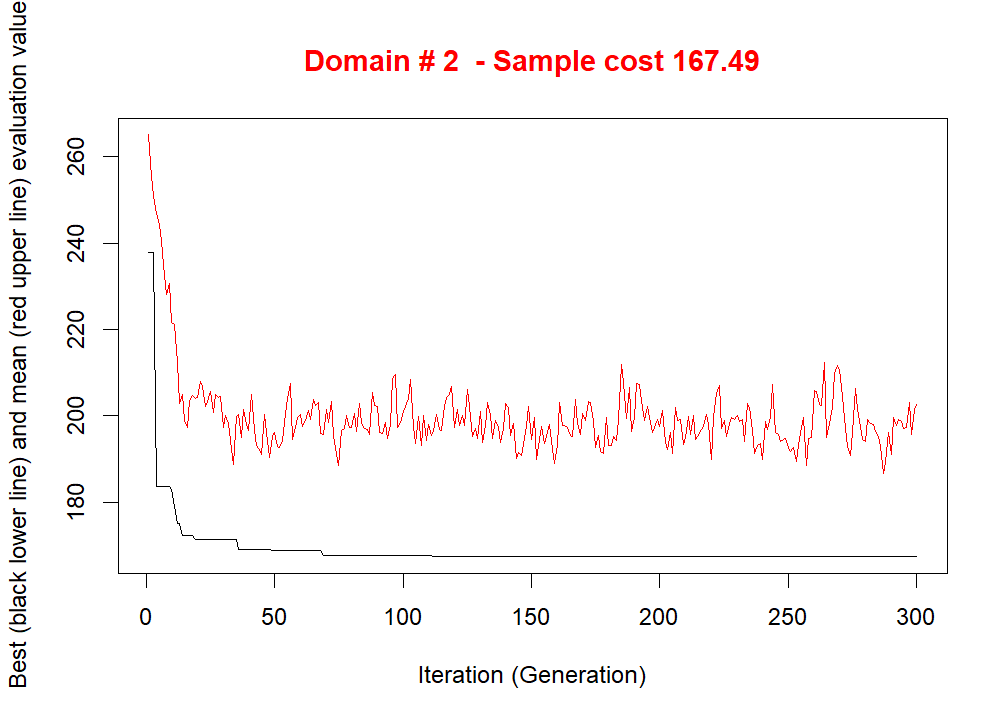 Domain # 2  - Sample cost 167.49
Best (black lower line) and mean (red upper line) evaluation value
260
240
220
200
180
0 50 100 150 200 250 300
Iteration (Generation)